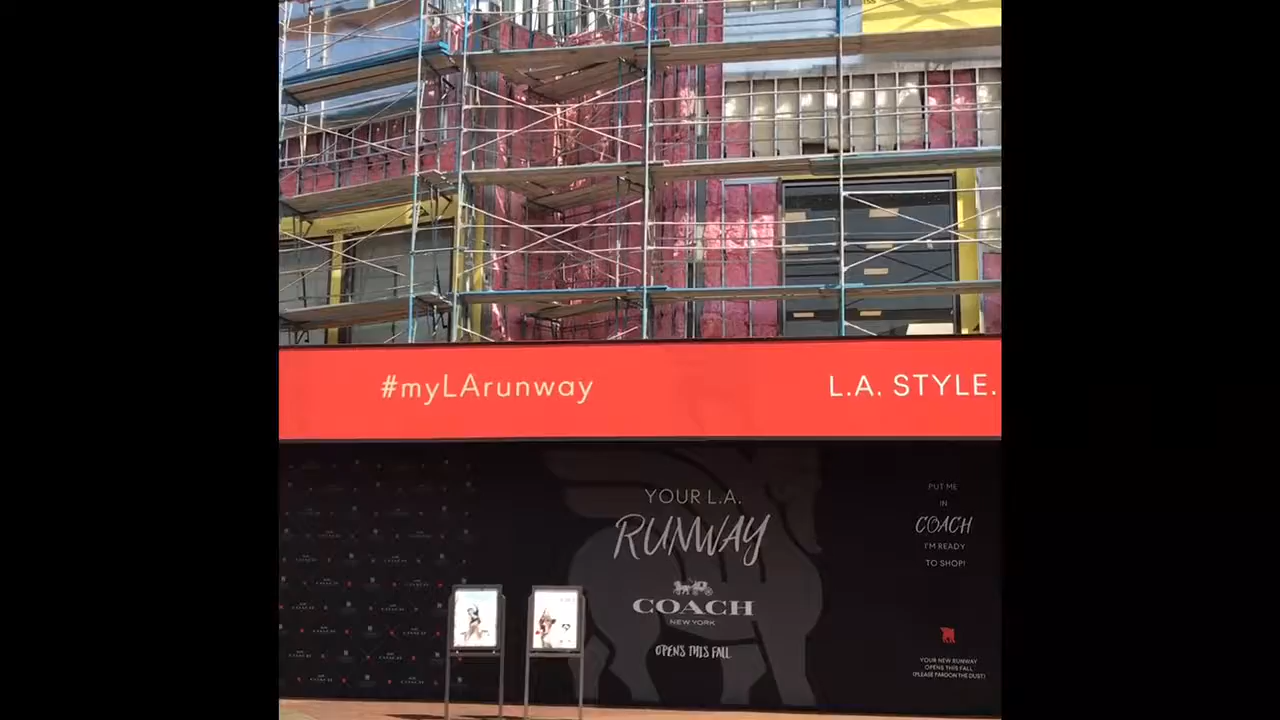 #myLArunway
L.A. STYLE.
YOUR L.A.
RUNWAY
COACH
NEW YORK
OPENS THIS FALL
PUT ME
IN
COACH
I'M READY
TO SHOP!
YOUR NEW RUNWAY
OPENS THIS FALL
(PLEASE PARDON THE DUST)